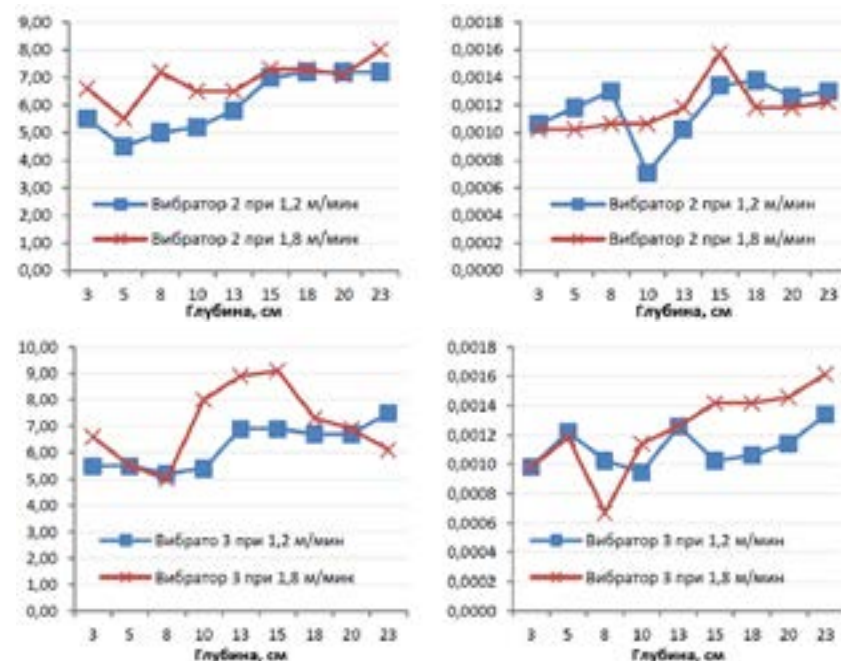 9,00
8,00
7,00
6,00
5,00
4,00
3,00
2,00
1,00
0,00
Вибратор 2 при 1,2 м/мин
Вибратор 2 при 1,8 м/мин
3 5 8 10 13 15 18 20 23
Глубина, см
0,0018
0,0016
0,0014
0,0012
0,0010
0,0008
0,0006
0,0004
0,0002
0,0000
Вибратор 2 при 1,2 м/мин
Вибратор 2 при 1,8 м/мин
3 5 8 10 13 15 18 20 23
Глубина, см
10,00
9,00
8,00
7,00
6,00
5,00
4,00
3,00
2,00
1,00
0,00
Вибрато 3 при 1,2 м/мин
Вибратор 3 при 1,8 м/мин
3 5 8 10 13 15 18 20 23
Глубина, см
0,0018
0,0016
0,0014
0,0012
0,0010
0,0008
0,0006
0,0004
0,0002
0,0000
Вибратор 3 при 1,2 м/мин
Вибратор 3 при 1,8 м/мин
3 5 8 10 13 15 18 20 23
Глубина, см